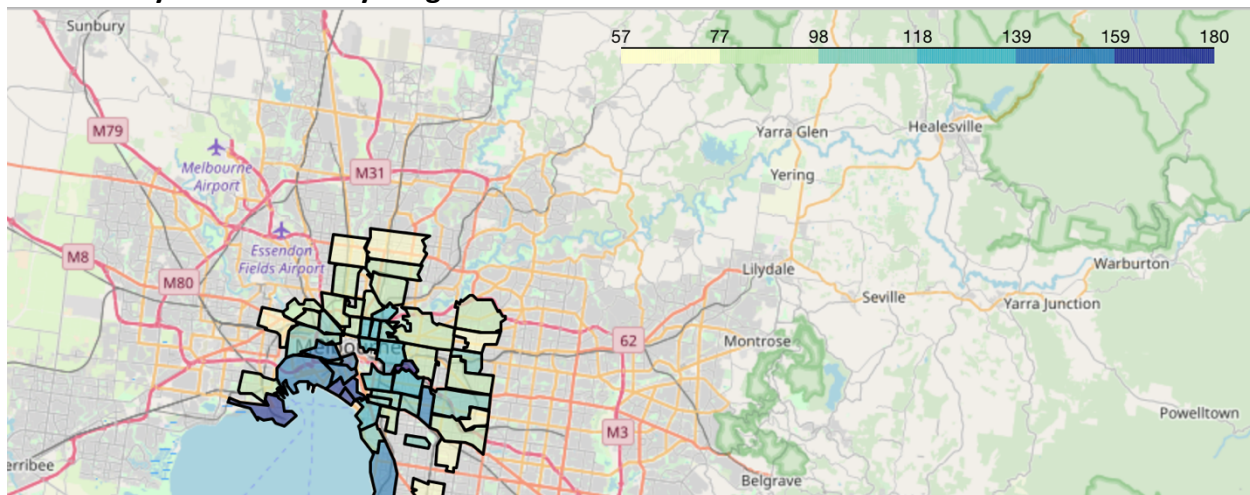 57 77 98 118 139 159 180
Sunbury
M79
Yarra Glen
Healesville
Melbourne
Airport
M31
Yering
Essendon
Fields Airport
M8
M80
Lilydale
Warburton
Seville
Yarra Junction
62
Melbourne
Montrose
Powelltown
M3
erribee
Belgrave